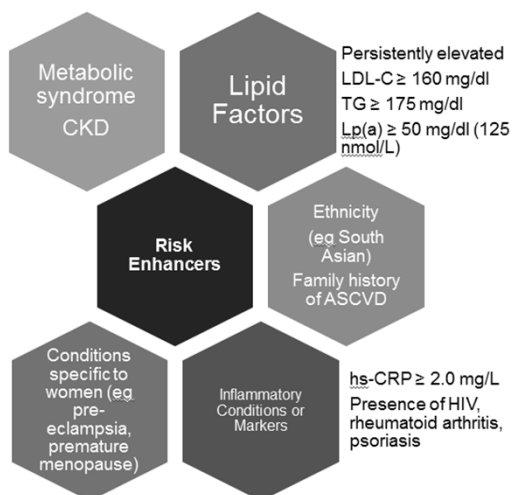 Metabolic
syndrome
CKD
Lipid
Factors
Persistently elevated
LDL-C ≥ 160 mg/dl
TG ≥ 175 mg/dl
Lp(a) ≥ 50 mg/dl (125
nmol/L)
Risk
Enhancers
Ethnicity
(eg South
Asian)
Family history
of ASCVD
Conditions
specific to
women (eg
pre-
eclampsia,
premature
menopause)
Inflammatory
Conditions or
Markers
hs-CRP ≥ 2.0 mg/L
Presence of HIV,
rheumatoid arthritis,
psoriasis